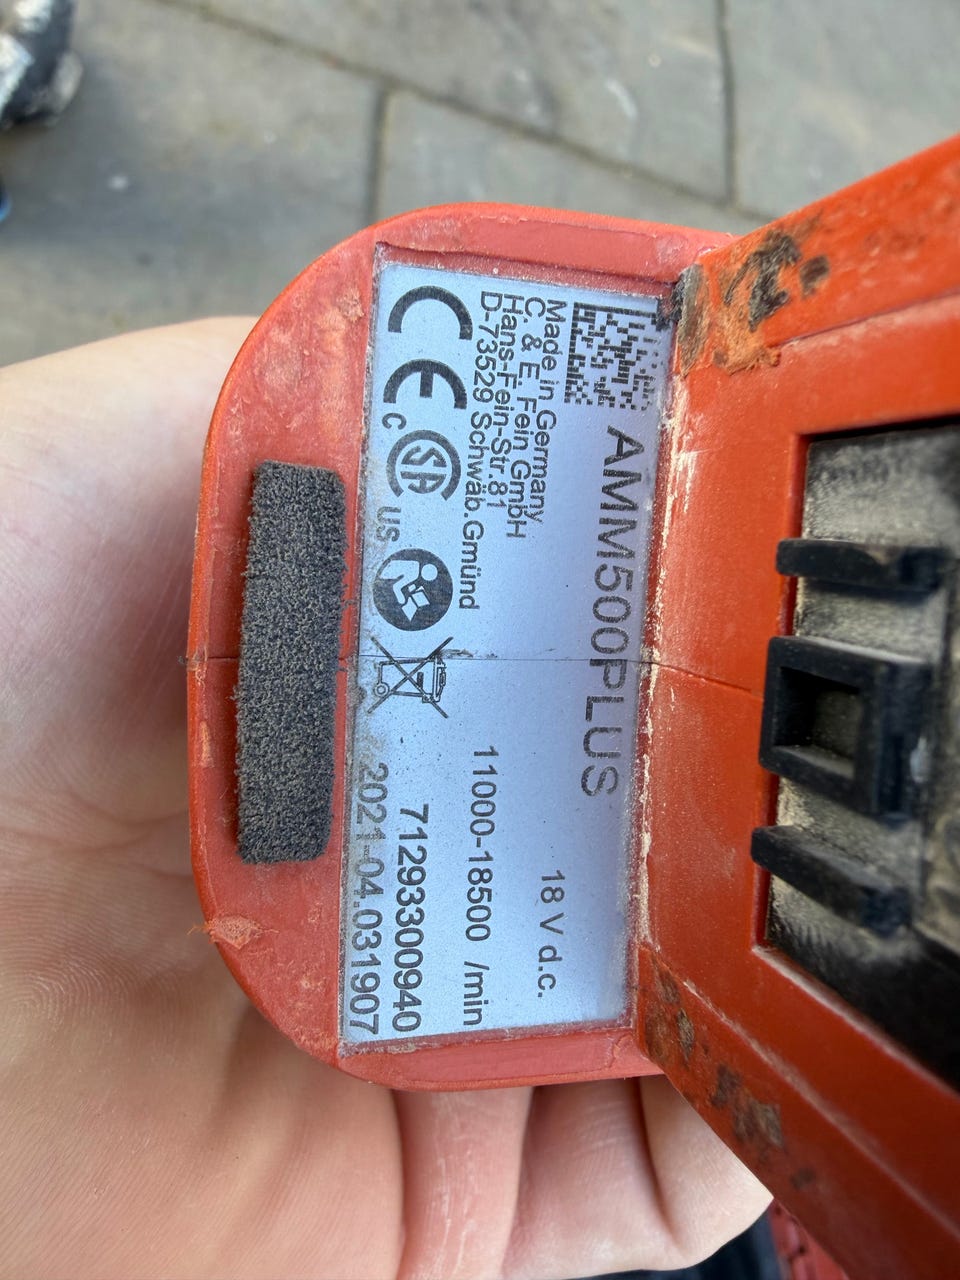 AMM500PLUS
18 V d.c.
Made in Germany
C. & E. Fein GmbH
Hans-Fein-Str.81
D-73529 Schwäb.Gmünd
11000-18500 /min
CE
C SA US
71293300940
2021-04.031907